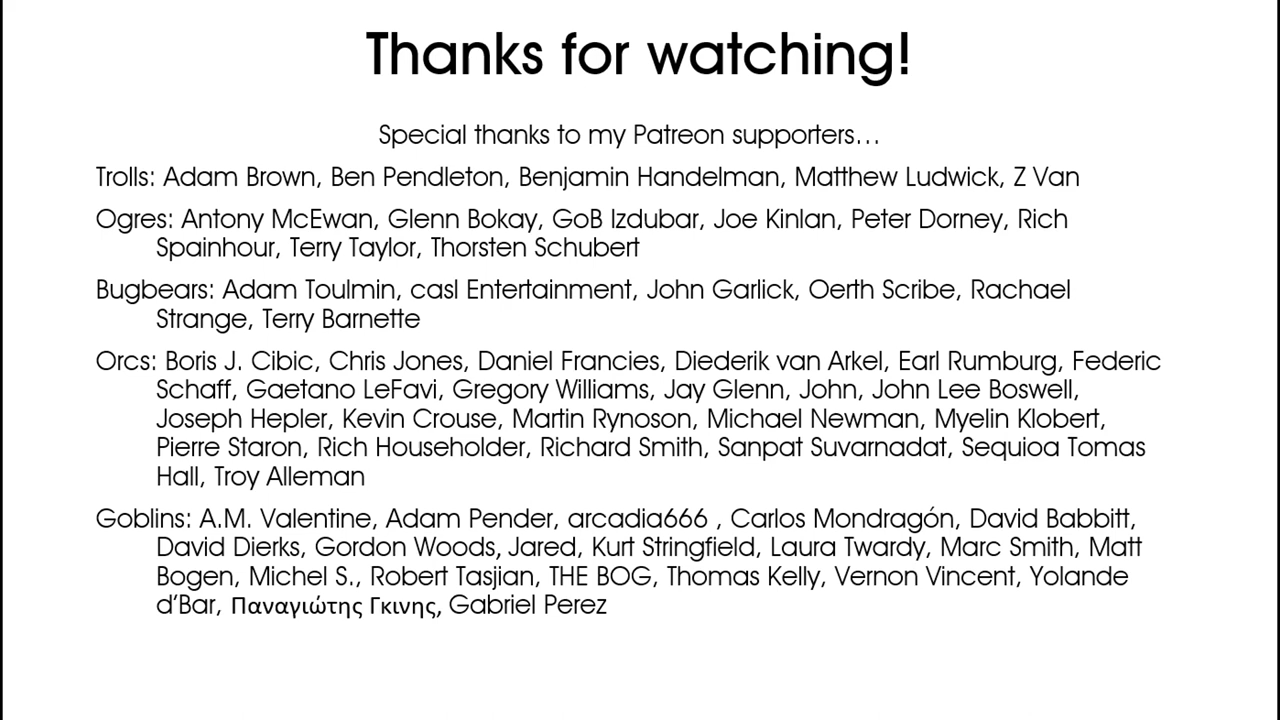 Thanks for watching!
Special thanks to my Patreon supporters...
Trolls: Adam Brown, Ben Pendleton, Benjamin Handelman, Matthew Ludwick, Z Van
Ogres: Antony McEwan, Glenn Bokay, GoB Izdubar, Joe Kinlan, Peter Dorney, Rich
Spainhour, Terry Taylor, Thorsten Schubert
Bugbears: Adam Toulmin, casl Entertainment, John Garlick, Oerth Scribe, Rachael
Strange, Terry Barnette
Orcs: Boris J. Cibic, Chris Jones, Daniel Francies, Diederik van Arkel, Earl Rumburg, Federic
Schaff, Gaetano LeFavi, Gregory Williams, Jay Glenn, John, John Lee Boswell,
Joseph Hepler, Kevin Crouse, Martin Rynoson, Michael Newman, Myelin Klobert,
Pierre Staron, Rich Householder, Richard Smith, Sanpat Suvarnadat, Sequioa Tomas
Hall, Troy Alleman
Goblins: A.M. Valentine, Adam Pender, arcadia666 , Carlos Mondragón, David Babbitt,
David Dierks, Gordon Woods, Jared, Kurt Stringfield, Laura Twardy, Marc Smith, Matt
Bogen, Michel S., Robert Tasjian, THE BOG, Thomas Kelly, Vernon Vincent, Yolande
d'Bar, Παναγιώτης Γκινης, Gabriel Perez